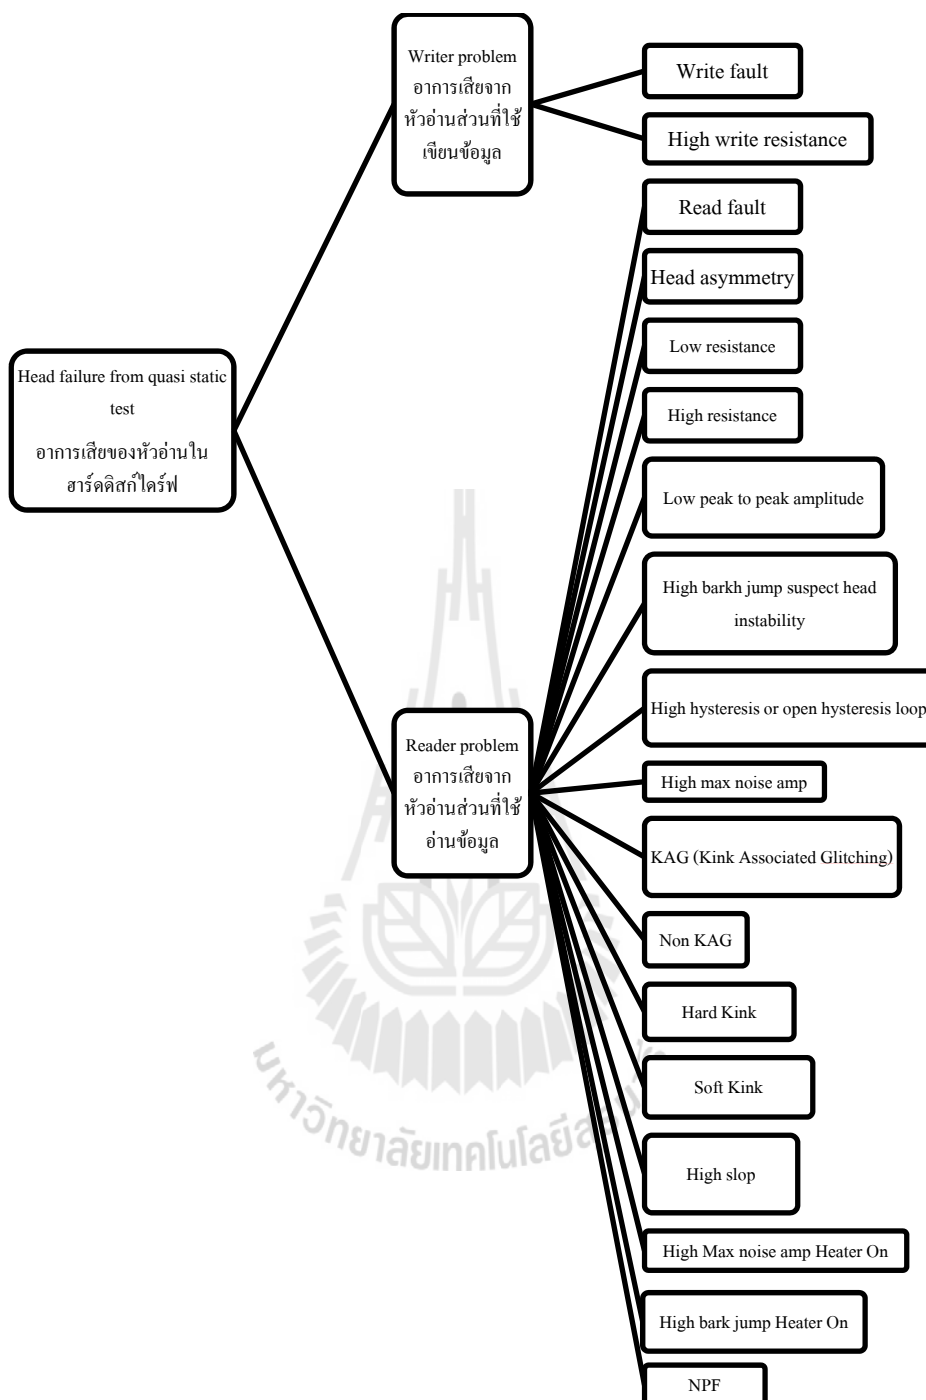 Head failure from quasi static
test
อาการเสียของหัวอ่านใน
ฮาร์ดดิสก์ไดร์ฟ
Writer problem
อาการเสียจาก
หัวอ่านส่วนที่ใช้
เขียนข้อมูล
Write fault
High write resistance
Reader problem
อาการเสียจาก
หัวอ่านส่วนที่ใช้
อ่านข้อมูล
Read fault
Head asymmetry
Low resistance
High resistance
Low peak to peak amplitude
High barkh jump suspect head
instability
High hysteresis or open hysteresis loop
High max noise amp
KAG (Kink Associated Glitching)
Non KAG
Hard Kink
Soft Kink
High slop
High Max noise amp Heater On
High bark jump Heater On
NPF